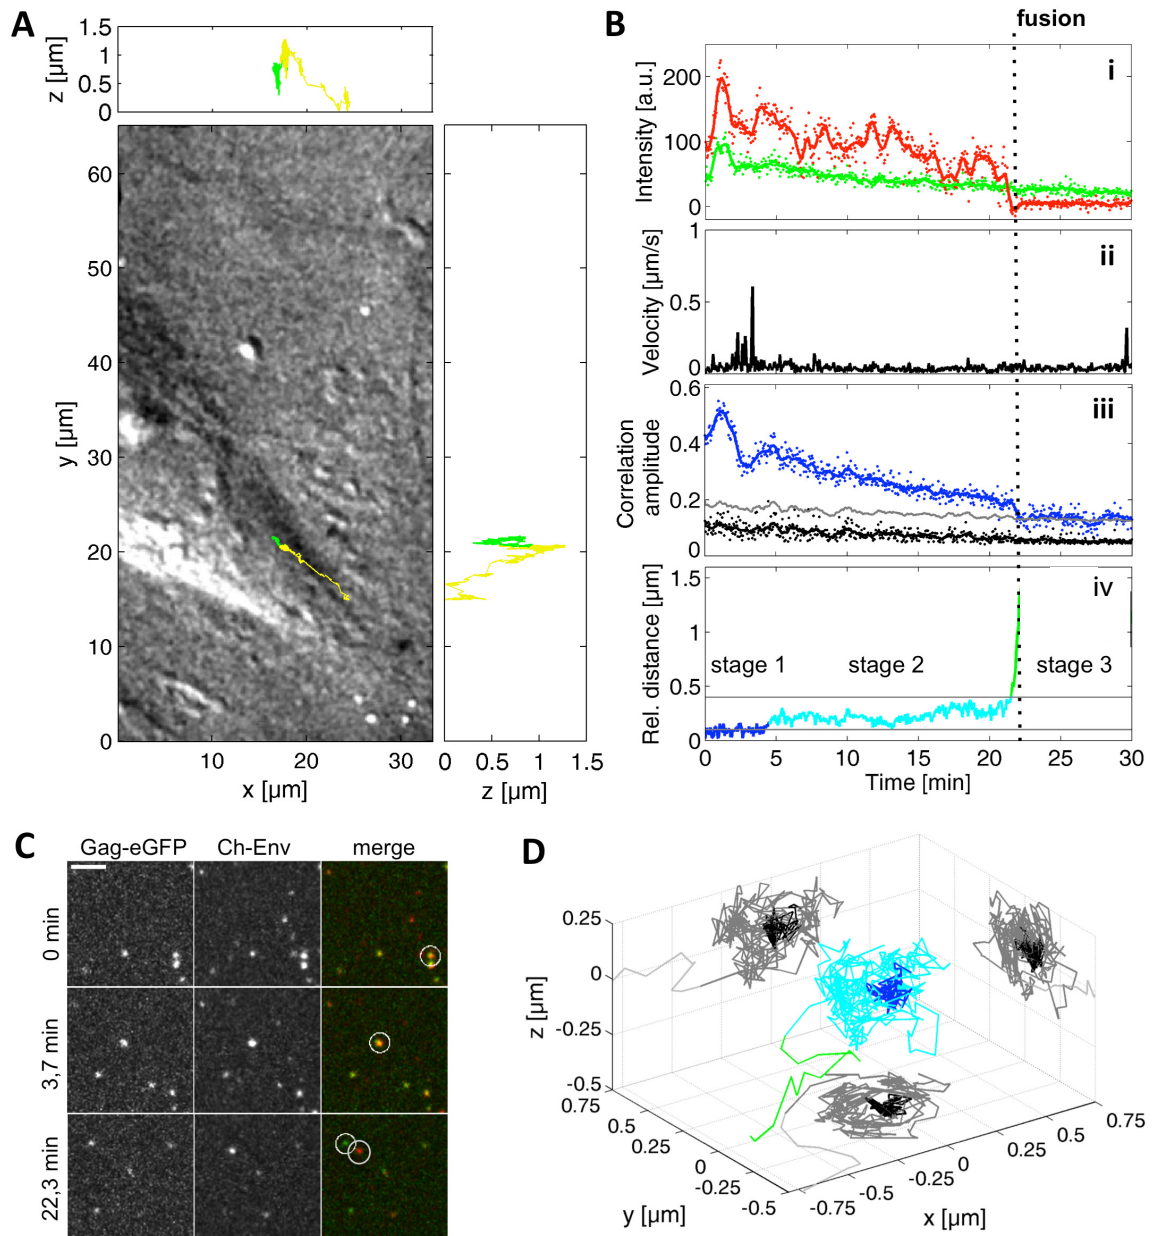 A
z [µm]
1.5
1
0.5
0
y [µm]
60
50
40
30
20
10
0
10
20
30
x [µm]
0
0.5
1
1.5
z [µm]
B
fusion
i
Intensity [a.u.]
200
100
0
ii
Velocity [µm/s]
1
0.5
0
iii
Correlation
amplitude
0.6
0.4
0.2
0
iv
Rel. distance [µm]
1.5
1
0.5
0
stage 1
stage 2
stage 3
0
5
10
15
20
25
30
Time [min]
C
Gag-eGFP
Ch-Env
merge
0 min
3,7 min
22,3 min
D
z [µm]
0.25
0
-0.25
-0.5
0.75
0.5
0.25
0
-0.25
-0.5
y [µm]
-0.75
-0.5
-0.25
0
0.25
0.5
0.75
x [µm]